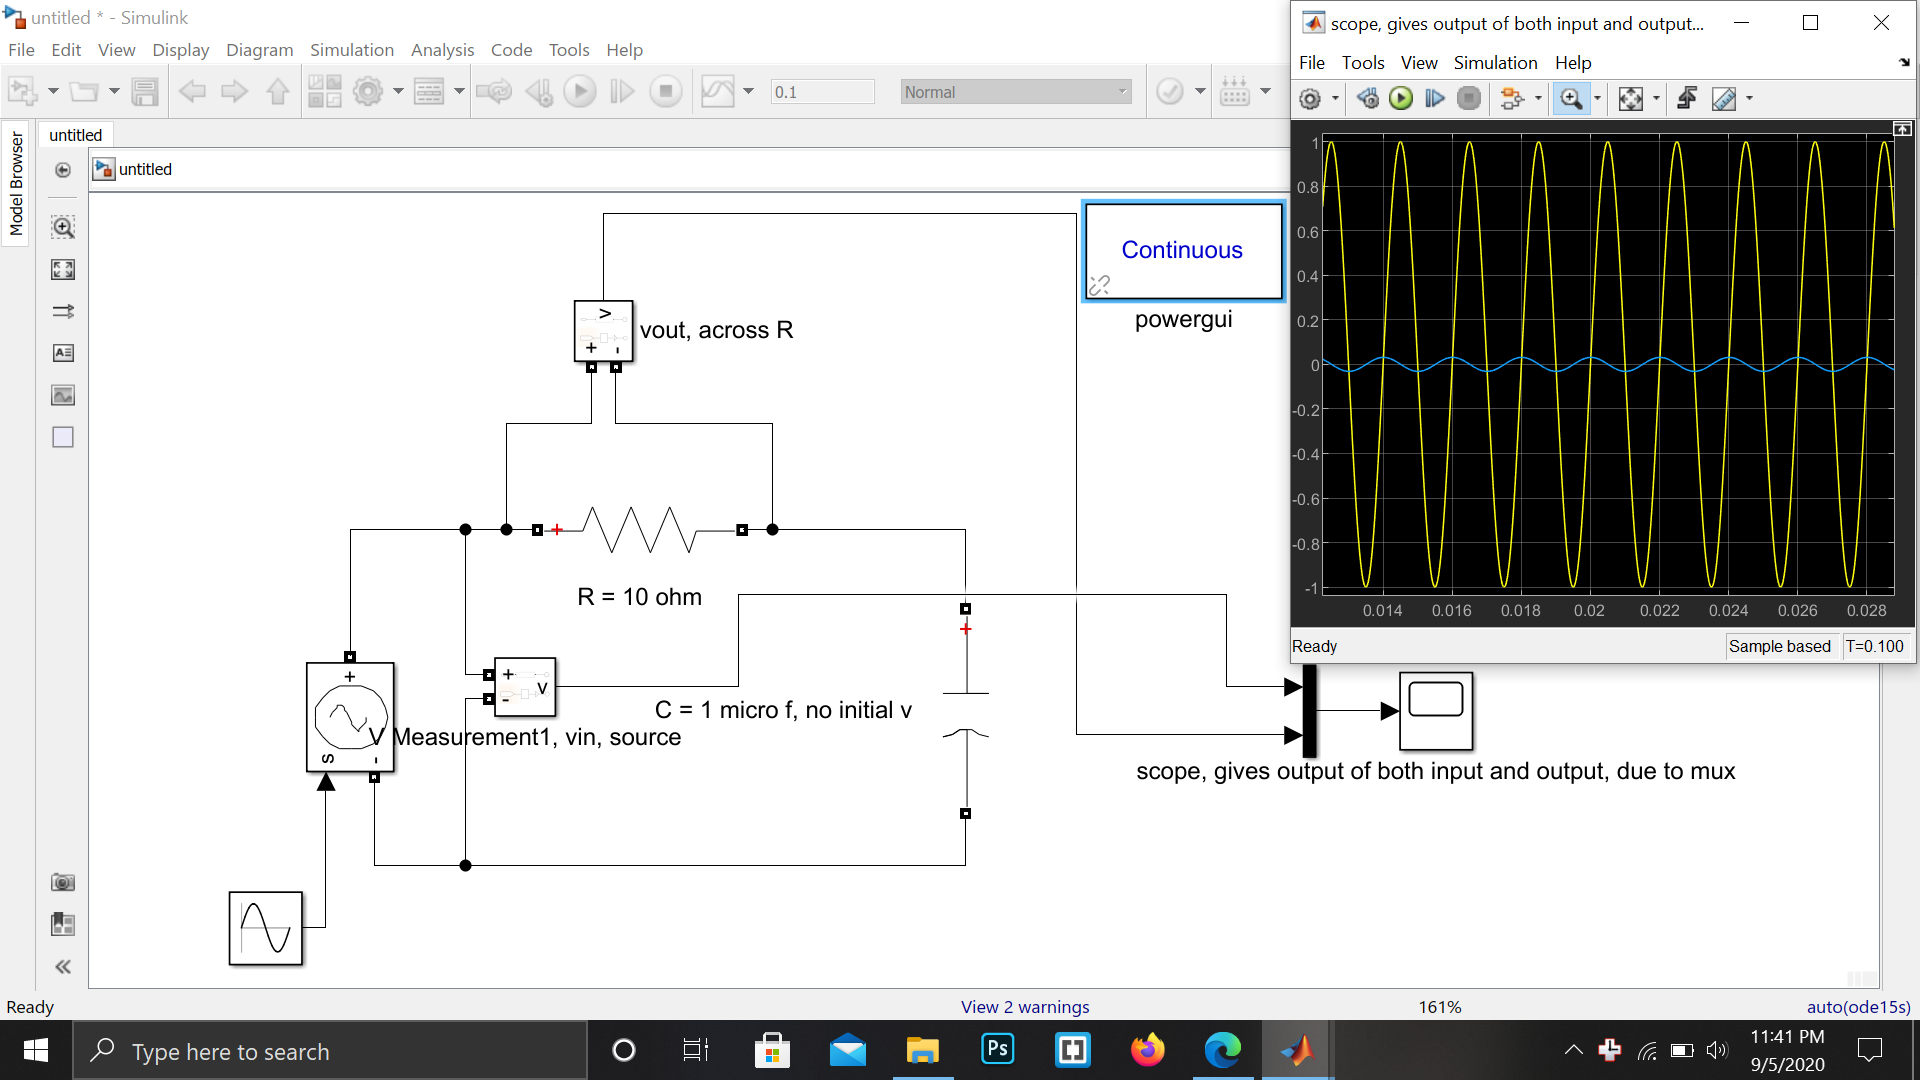 untitled * - Simulink
File Edit View Display Diagram Simulation Analysis Code Tools Help
0.1 Normal
Model Browser
untitled
untitled
Continuous
powergui
V
+ -
vout, across R
+
R = 10 ohm
+
+
V
-
C = 1 micro f, no initial v
V Measurement1, vin, source
+
s -
scope, gives output of both input and output, due to mux
scope, gives output of both input and output...
File Tools View Simulation Help
1
0.8
0.6
0.4
0.2
0
-0.2
-0.4
-0.6
-0.8
-1
0.014 0.016 0.018 0.02 0.022 0.024 0.026 0.028
Ready Sample based T=0.100
Ready View 2 warnings 161% auto(ode15s)
Type here to search
Ps
11:41 PM
9/5/2020